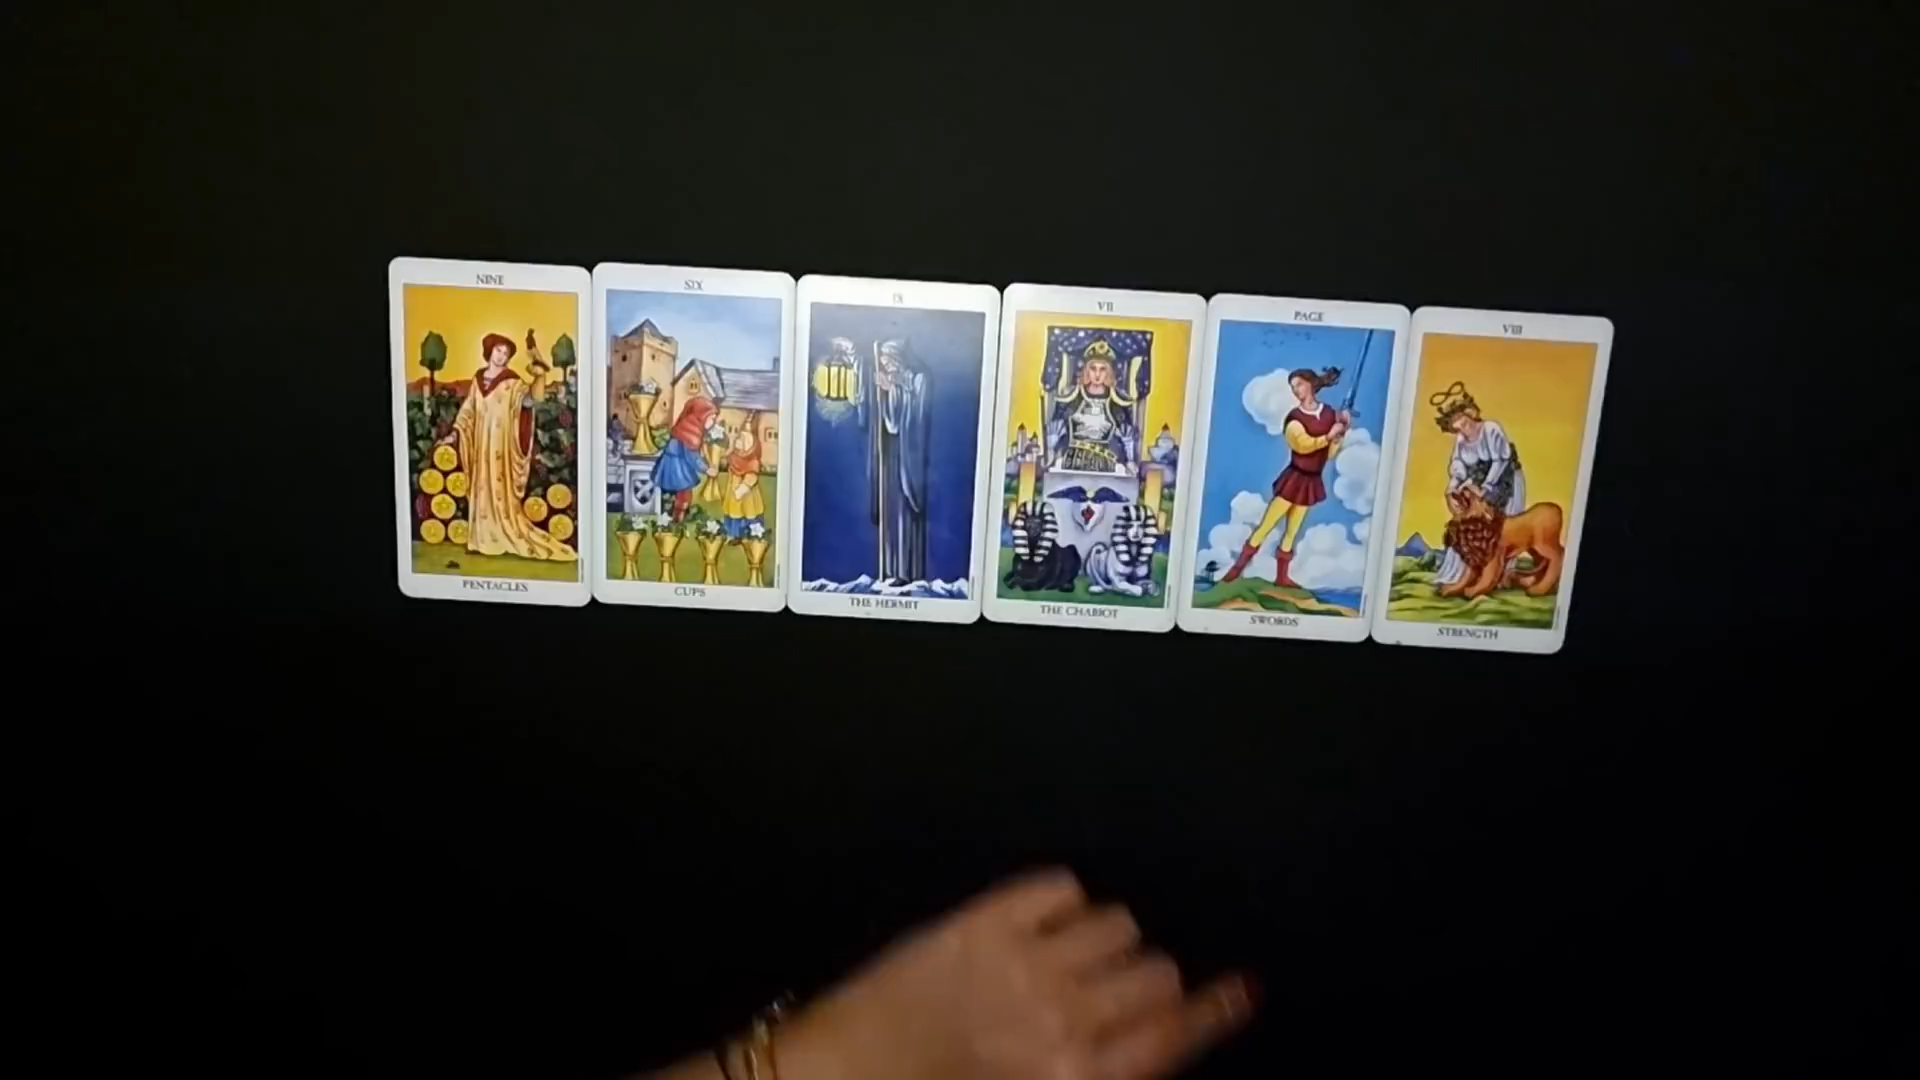 NINE
PENTACLES
SIX
CUPS
IX
THE HERMIT
VII
THE CHARIOT
PAGE
SWORDS
VIII
STRENGTH